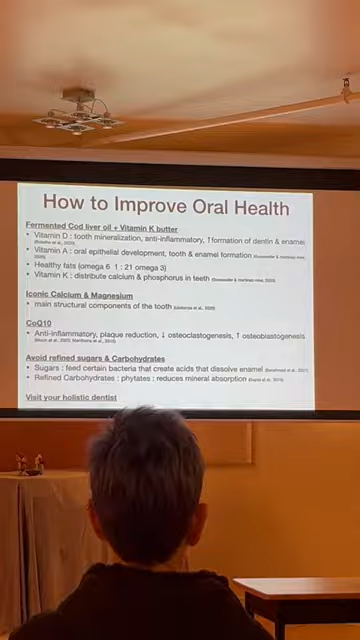 How to Improve Oral Health
Fermented Cod liver oil + Vitamin K butter
• Vitamin D : tooth mineralization, anti-inflammatory, ↑formation of dentin & enamel
• Vitamin A : oral epithelial development, tooth & enamel formation
• Healthy fats (omega 6 1 : 21 omega 3)
• Vitamin K : distribute calcium & phosphorus in teeth
Iconic Calcium & Magnesium
• main structural components of the tooth
CoQ10
• Anti-inflammatory, plaque reduction, ↓ osteoclastogenesis, ↑ osteobiastogenesis
Avoid refined sugars & Carbohydrates
• Sugars : feed certain bacteria that create acids that dissolve enamel
• Refined Carbohydrates : phytates : reduces mineral absorption
Visit your holistic dentist